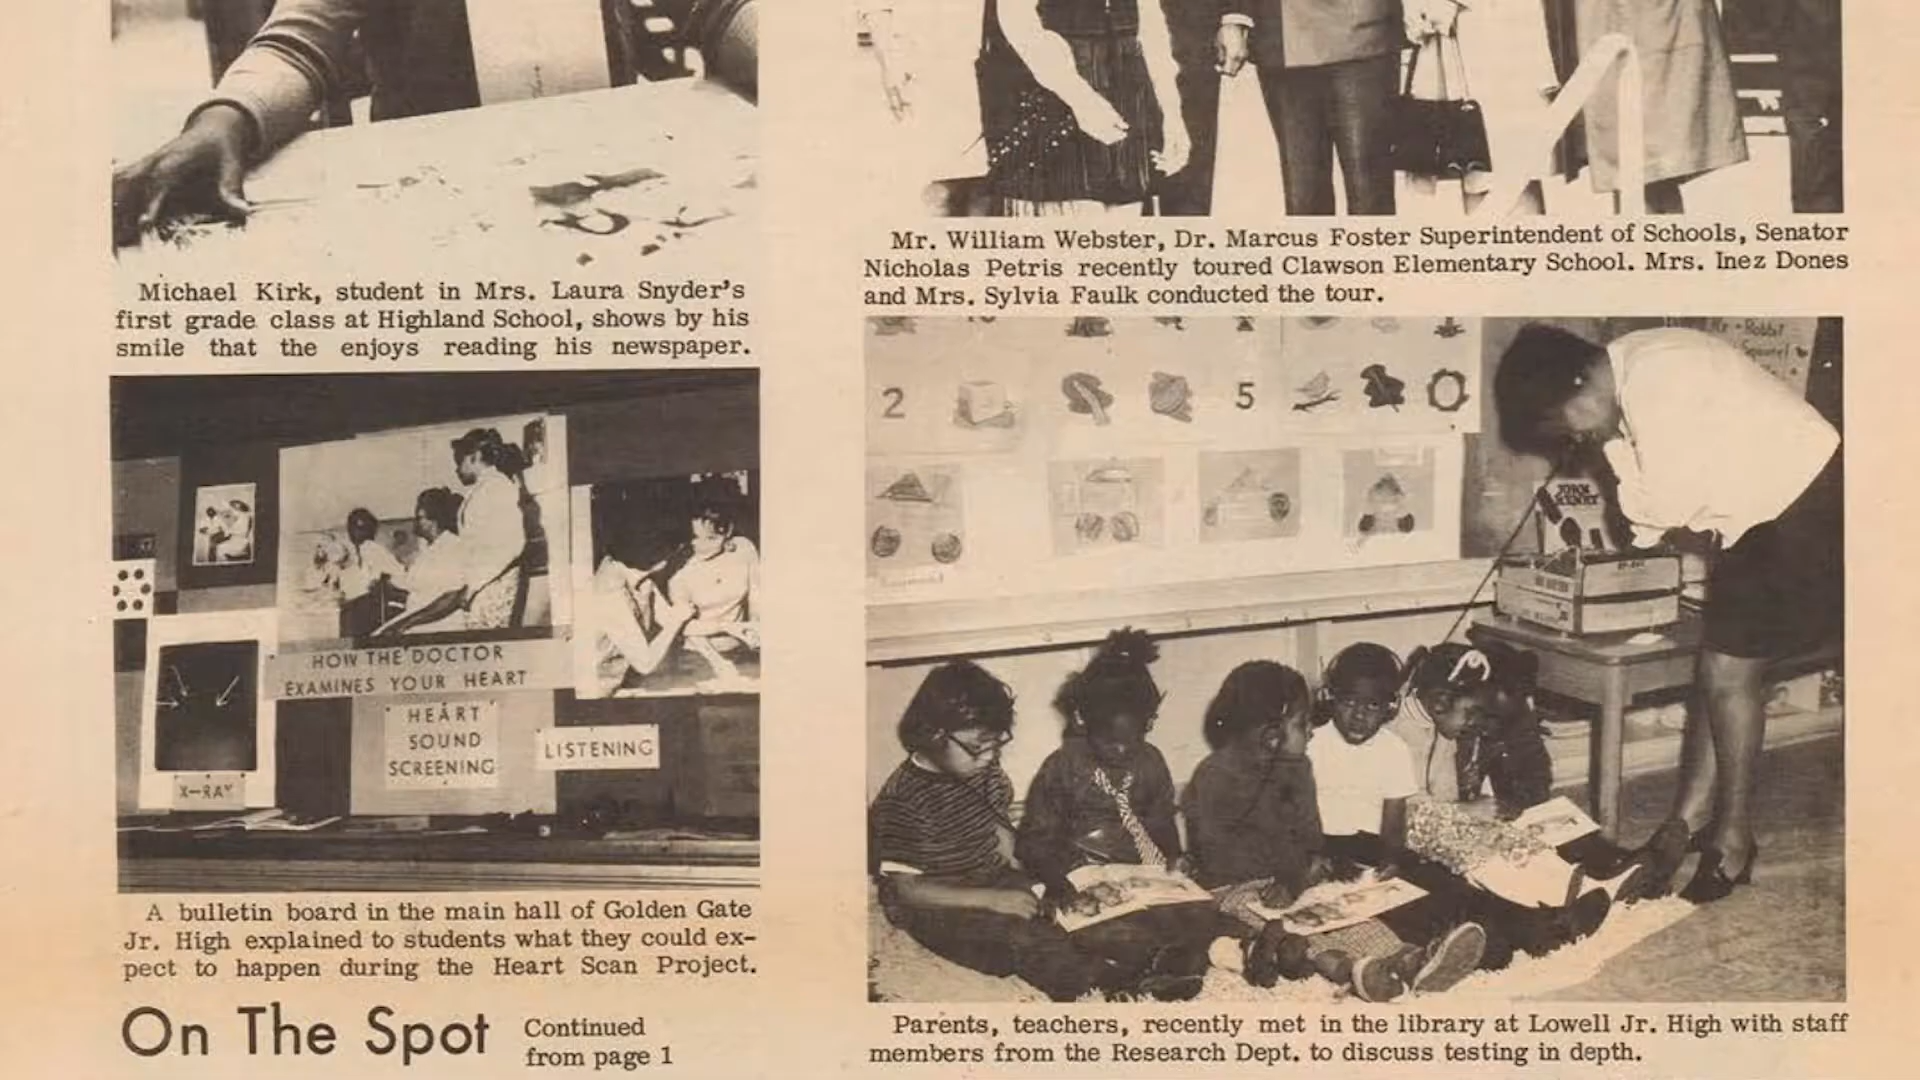 Michael Kirk, student in Mrs. Laura Snyder's
first grade class at Highland School, shows by his
smile that the enjoys reading his newspaper.
HOW THE DOCTOR
EXAMINES YOUR HEART
HEART
SOUND
SCREENING
LISTENING
X-RAY
A bulletin board in the main hall of Golden Gate
Jr. High explained to students what they could ex-
pect to happen during the Heart Scan Project.
On The Spot
Continued
from page 1
Mr. William Webster, Dr. Marcus Foster Superintendent of Schools, Senator
Nicholas Petris recently toured Clawson Elementary School. Mrs. Inez Dones
and Mrs. Sylvia Faulk conducted the tour.
2 5
JOHN
HENRY
Parents, teachers, recently met in the library at Lowell Jr. High with staff
members from the Research Dept. to discuss testing in depth.